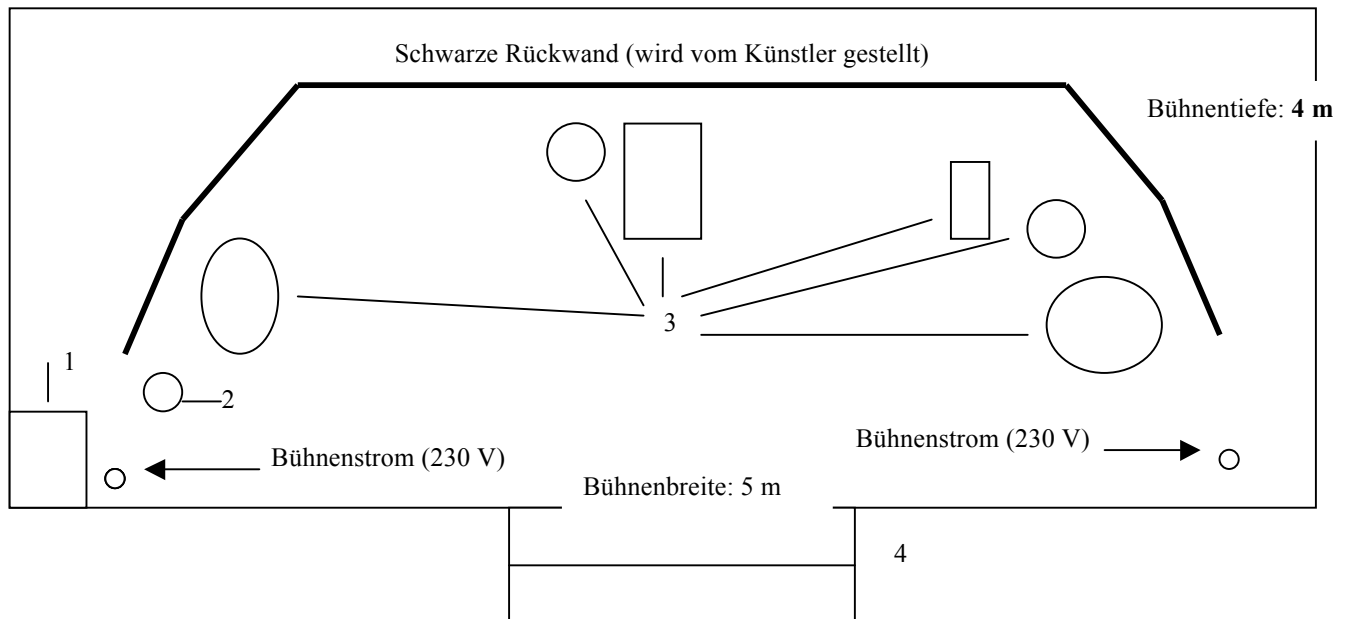 Schwarze Rückwand (wird vom Künstler gestellt)
Bühnentiefe: 4 m
3
1
2
Bühnenstrom (230 V)
Bühnenstrom (230 V)
Bühnenbreite: 5 m
4